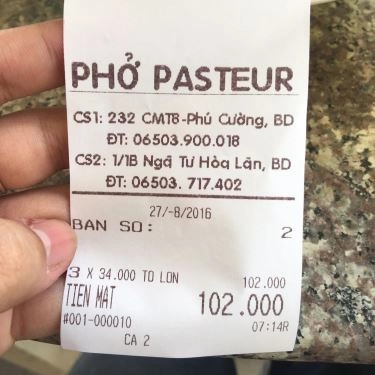 PHỞ PASTEUR
CS1: 232 CMT8-Phú Cường, BD
ĐT: 06503.900.018
CS2: 1/1B Ngã Tư Hòa Lân, BD
ĐT: 06503. 717.402
27/-8/2016
BAN SO: 2
3 X 34.000 TO LON 102.000
TIEN MAT 102.000
#001-000010 07:14R
CA 2